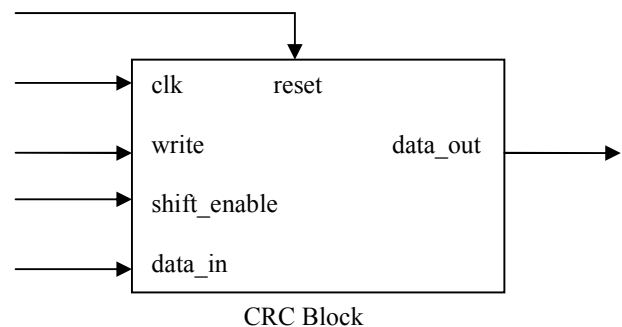 clk reset
write data_out
shift_enable
data_in
CRC Block